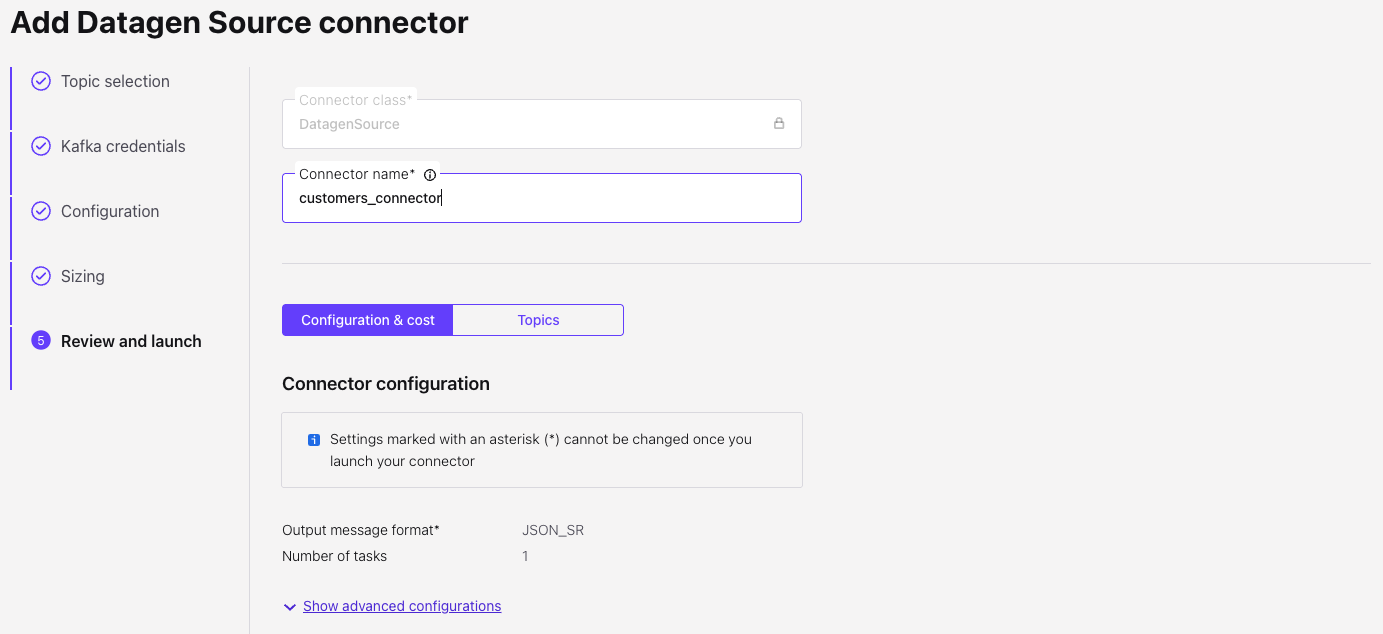 Add Datagen Source connector
Topic selection
Kafka credentials
Configuration
Sizing
5 Review and launch
Connector class*
DatagenSource
Connector name*
customers_connector
Configuration & cost
Topics
Connector configuration
Settings marked with an asterisk (*) cannot be changed once you
launch your connector
Output message format* JSON_SR
Number of tasks 1
Show advanced configurations